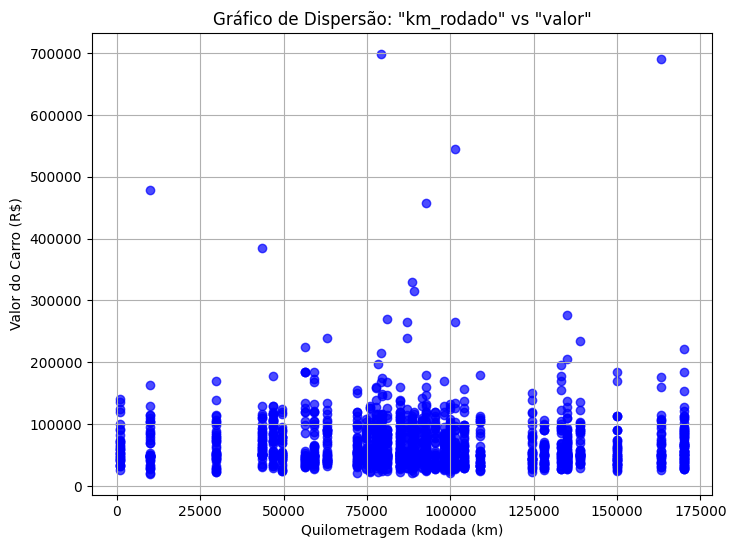 Gráfico de Dispersão: "km_rodado" vs "valor"
700000
600000
500000
400000
300000
200000
100000
0
Valor do Carro (R$)
0 25000 50000 75000 100000 125000 150000 175000
Quilometragem Rodada (km)